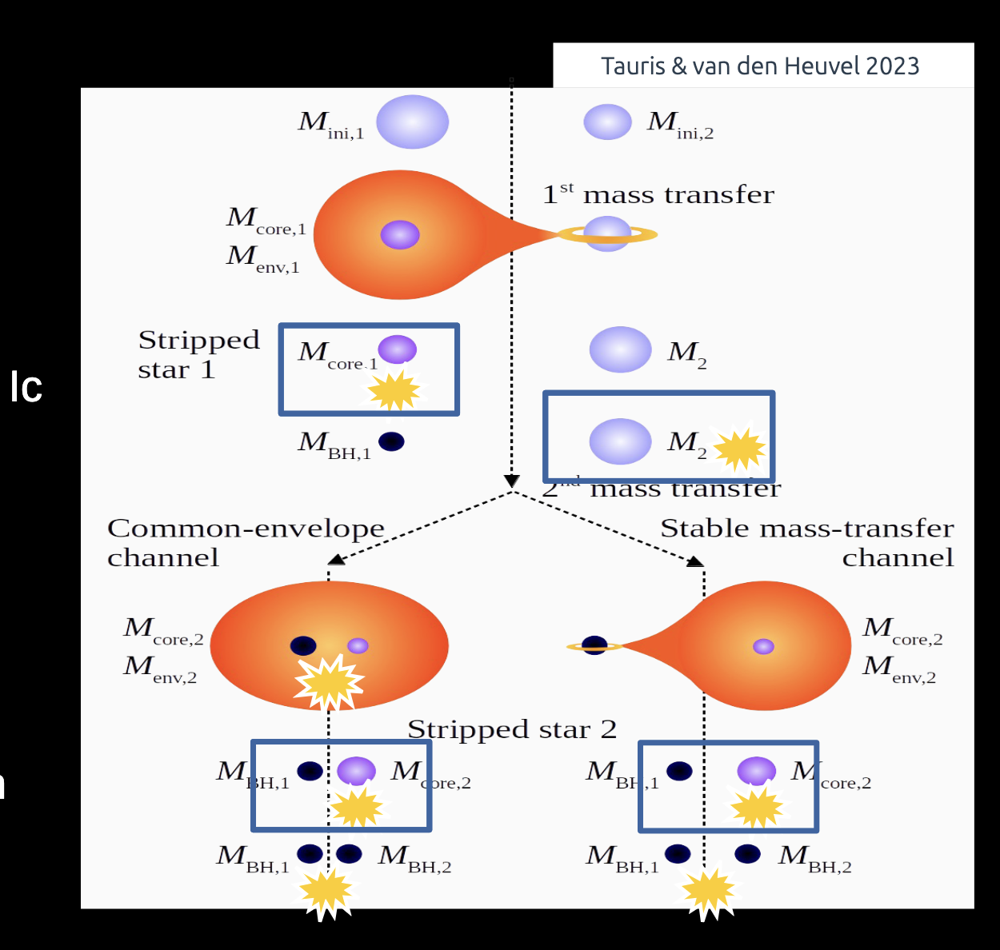 Tauris & van den Heuvel 2023
M_ini,1
M_ini,2
1st mass transfer
M_core,1
M_env,1
Stripped
star 1
M_core,1
M_2
Ic
M_BH,1
M_2
2nd mass transfer
Common-envelope
channel
Stable mass-transfer
channel
M_core,2
M_env,2
M_core,2
M_env,2
Stripped star 2
M_BH,1
M_core,2
M_BH,1
M_core,2
M_BH,1
M_BH,2
M_BH,1
M_BH,2